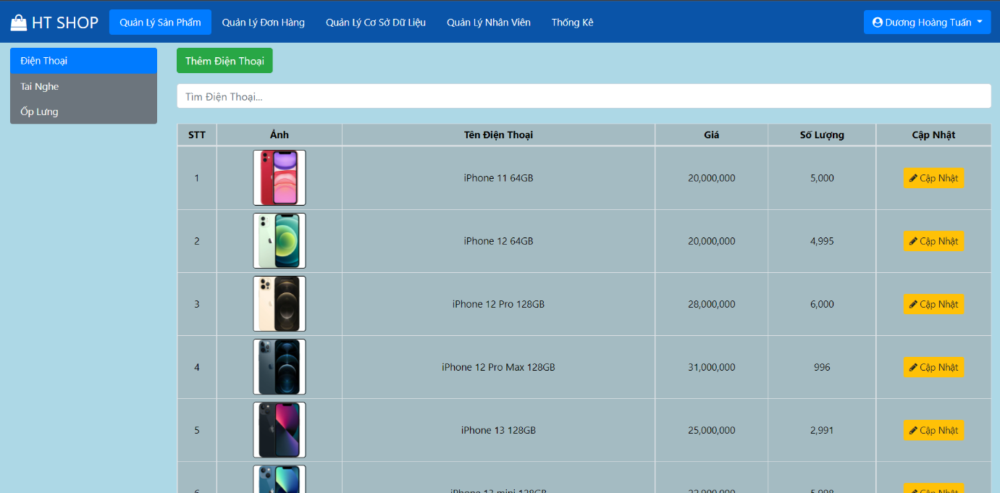 HT SHOP Quản Lý Sản Phẩm Quản Lý Đơn Hàng Quản Lý Cơ Sở Dữ Liệu Quản Lý Nhân Viên Thống Kê Dương Hoàng Tuấn
Điện Thoại
Tai Nghe
Ốp Lưng
Thêm Điện Thoại
Tìm Điện Thoại...
STT Ảnh Tên Điện Thoại Giá Số Lượng Cập Nhật
1 iPhone 11 64GB 20,000,000 5,000 Cập Nhật
2 iPhone 12 64GB 20,000,000 4,995 Cập Nhật
3 iPhone 12 Pro 128GB 28,000,000 6,000 Cập Nhật
4 iPhone 12 Pro Max 128GB 31,000,000 996 Cập Nhật
5 iPhone 13 128GB 25,000,000 2,991 Cập Nhật
6 iPhone 13 mini 128GB Cập Nhật